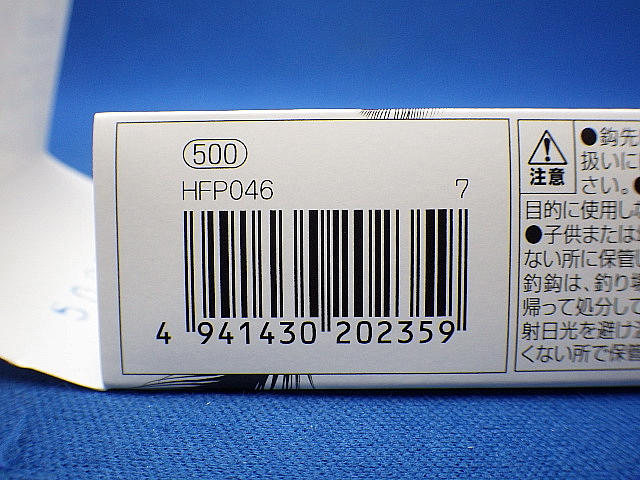 500
HFP046 7
4 941430 202359
注意
●鈎先
扱いに
さい。●
目的に使用し
●子供または
ない所に保管
釣鈎は、釣り場
帰って処分して
射日光を避け
くない所で保管